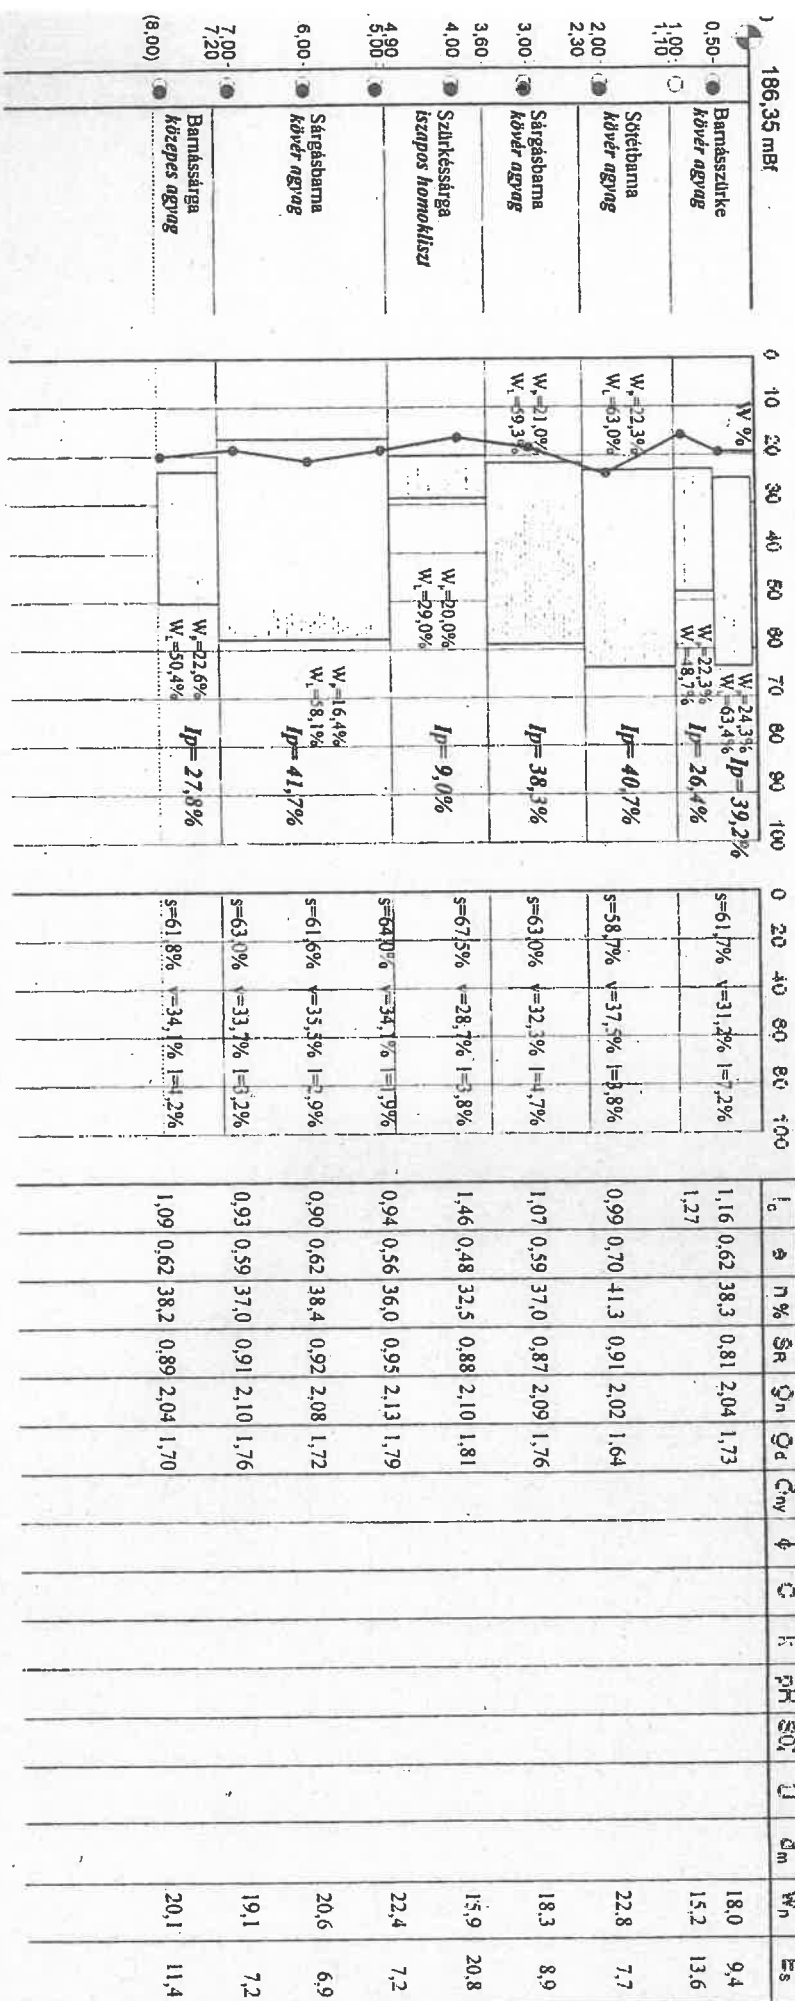 186,35 mBf
0,50
1,00
1,10
2,00
2,30
3,00
3,60
4,00
4,90
5,00
6,00
7,00
7,20
(8,00)
Barnásszürke
kövér agyag
Sötétbarna
kövér agyag
Sárgásbarna
kövér agyag
Szürkéssárga
iszapos homokliszt
Sárgásbarna
kövér agyag
Barnássárga
közepes agyag
0 10 20 30 40 50 60 70 80 90 100
W %
W =24,3%
W =63,4%
Ip= 39,2%
W =22,3%
W =48,7%
Ip= 26,4%
W =22,3%
W =63,0%
Ip= 40,7%
W =21,0%
W =59,3%
Ip= 38,3%
W =20,0%
W =29,0%
Ip= 9,0%
W =16,4%
W =58,1%
Ip= 41,7%
W =22,6%
W =50,4%
Ip= 27,8%
0 20 40 60 80 100
s=61,7% v=31,2% l=7,2%
s=58,7% v=37,5% l=3,8%
s=63,0% v=32,3% l=4,7%
s=67,5% v=28,7% l=3,8%
s=64,0% v=34,1% l=1,9%
s=61,6% v=35,5% l=2,9%
s=63,0% v=33,7% l=3,2%
s=61,8% v=34,1% l=4,2%
Ic e n% SR ϱn ϱd Cny ϕ C k pH SO₄ U dm Wn Es
1,16 0,62 38,3 0,81 2,04 1,73 18,0 9,4
1,27 15,2 13,6
0,99 0,70 41,3 0,91 2,02 1,64 22,8 7,7
1,07 0,59 37,0 0,87 2,09 1,76 18,3 8,9
1,46 0,48 32,5 0,88 2,10 1,81 15,9 20,8
0,94 0,56 36,0 0,95 2,13 1,79 22,4 7,2
0,90 0,62 38,4 0,92 2,08 1,72 20,6 6,9
0,93 0,59 37,0 0,91 2,10 1,76 19,1 7,2
1,09 0,62 38,2 0,89 2,04 1,70 20,1 11,4